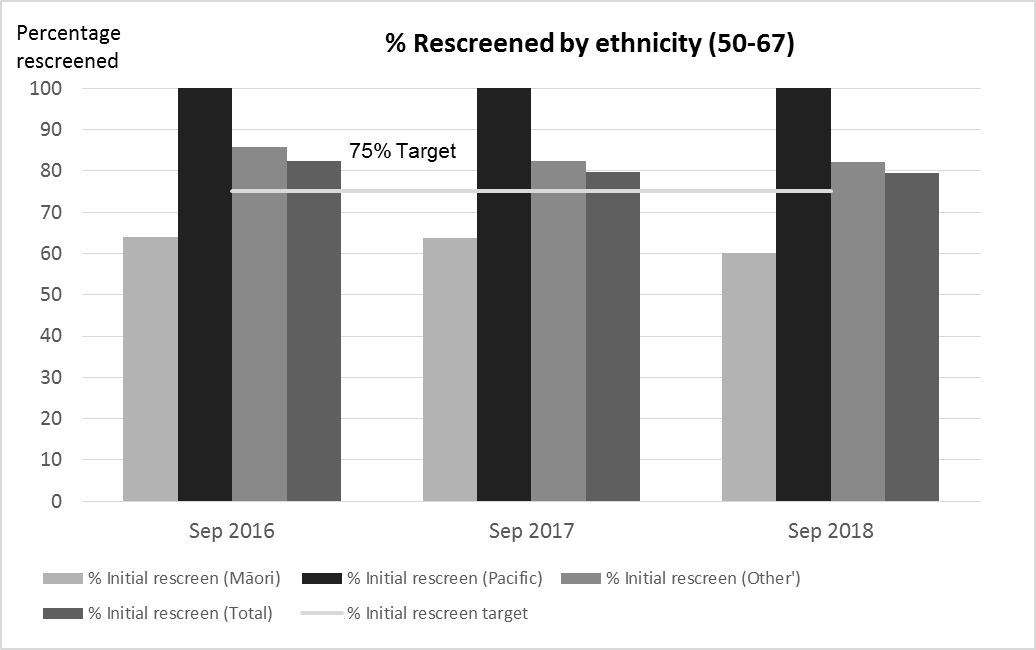 Percentage
rescreened
% Rescreened by ethnicity (50-67)
100
90
80
70
60
50
40
30
20
10
0
75% Target
Sep 2016
Sep 2017
Sep 2018
% Initial rescreen (Māori)
% Initial rescreen (Pacific)
% Initial rescreen (Other')
% Initial rescreen (Total)
% Initial rescreen target